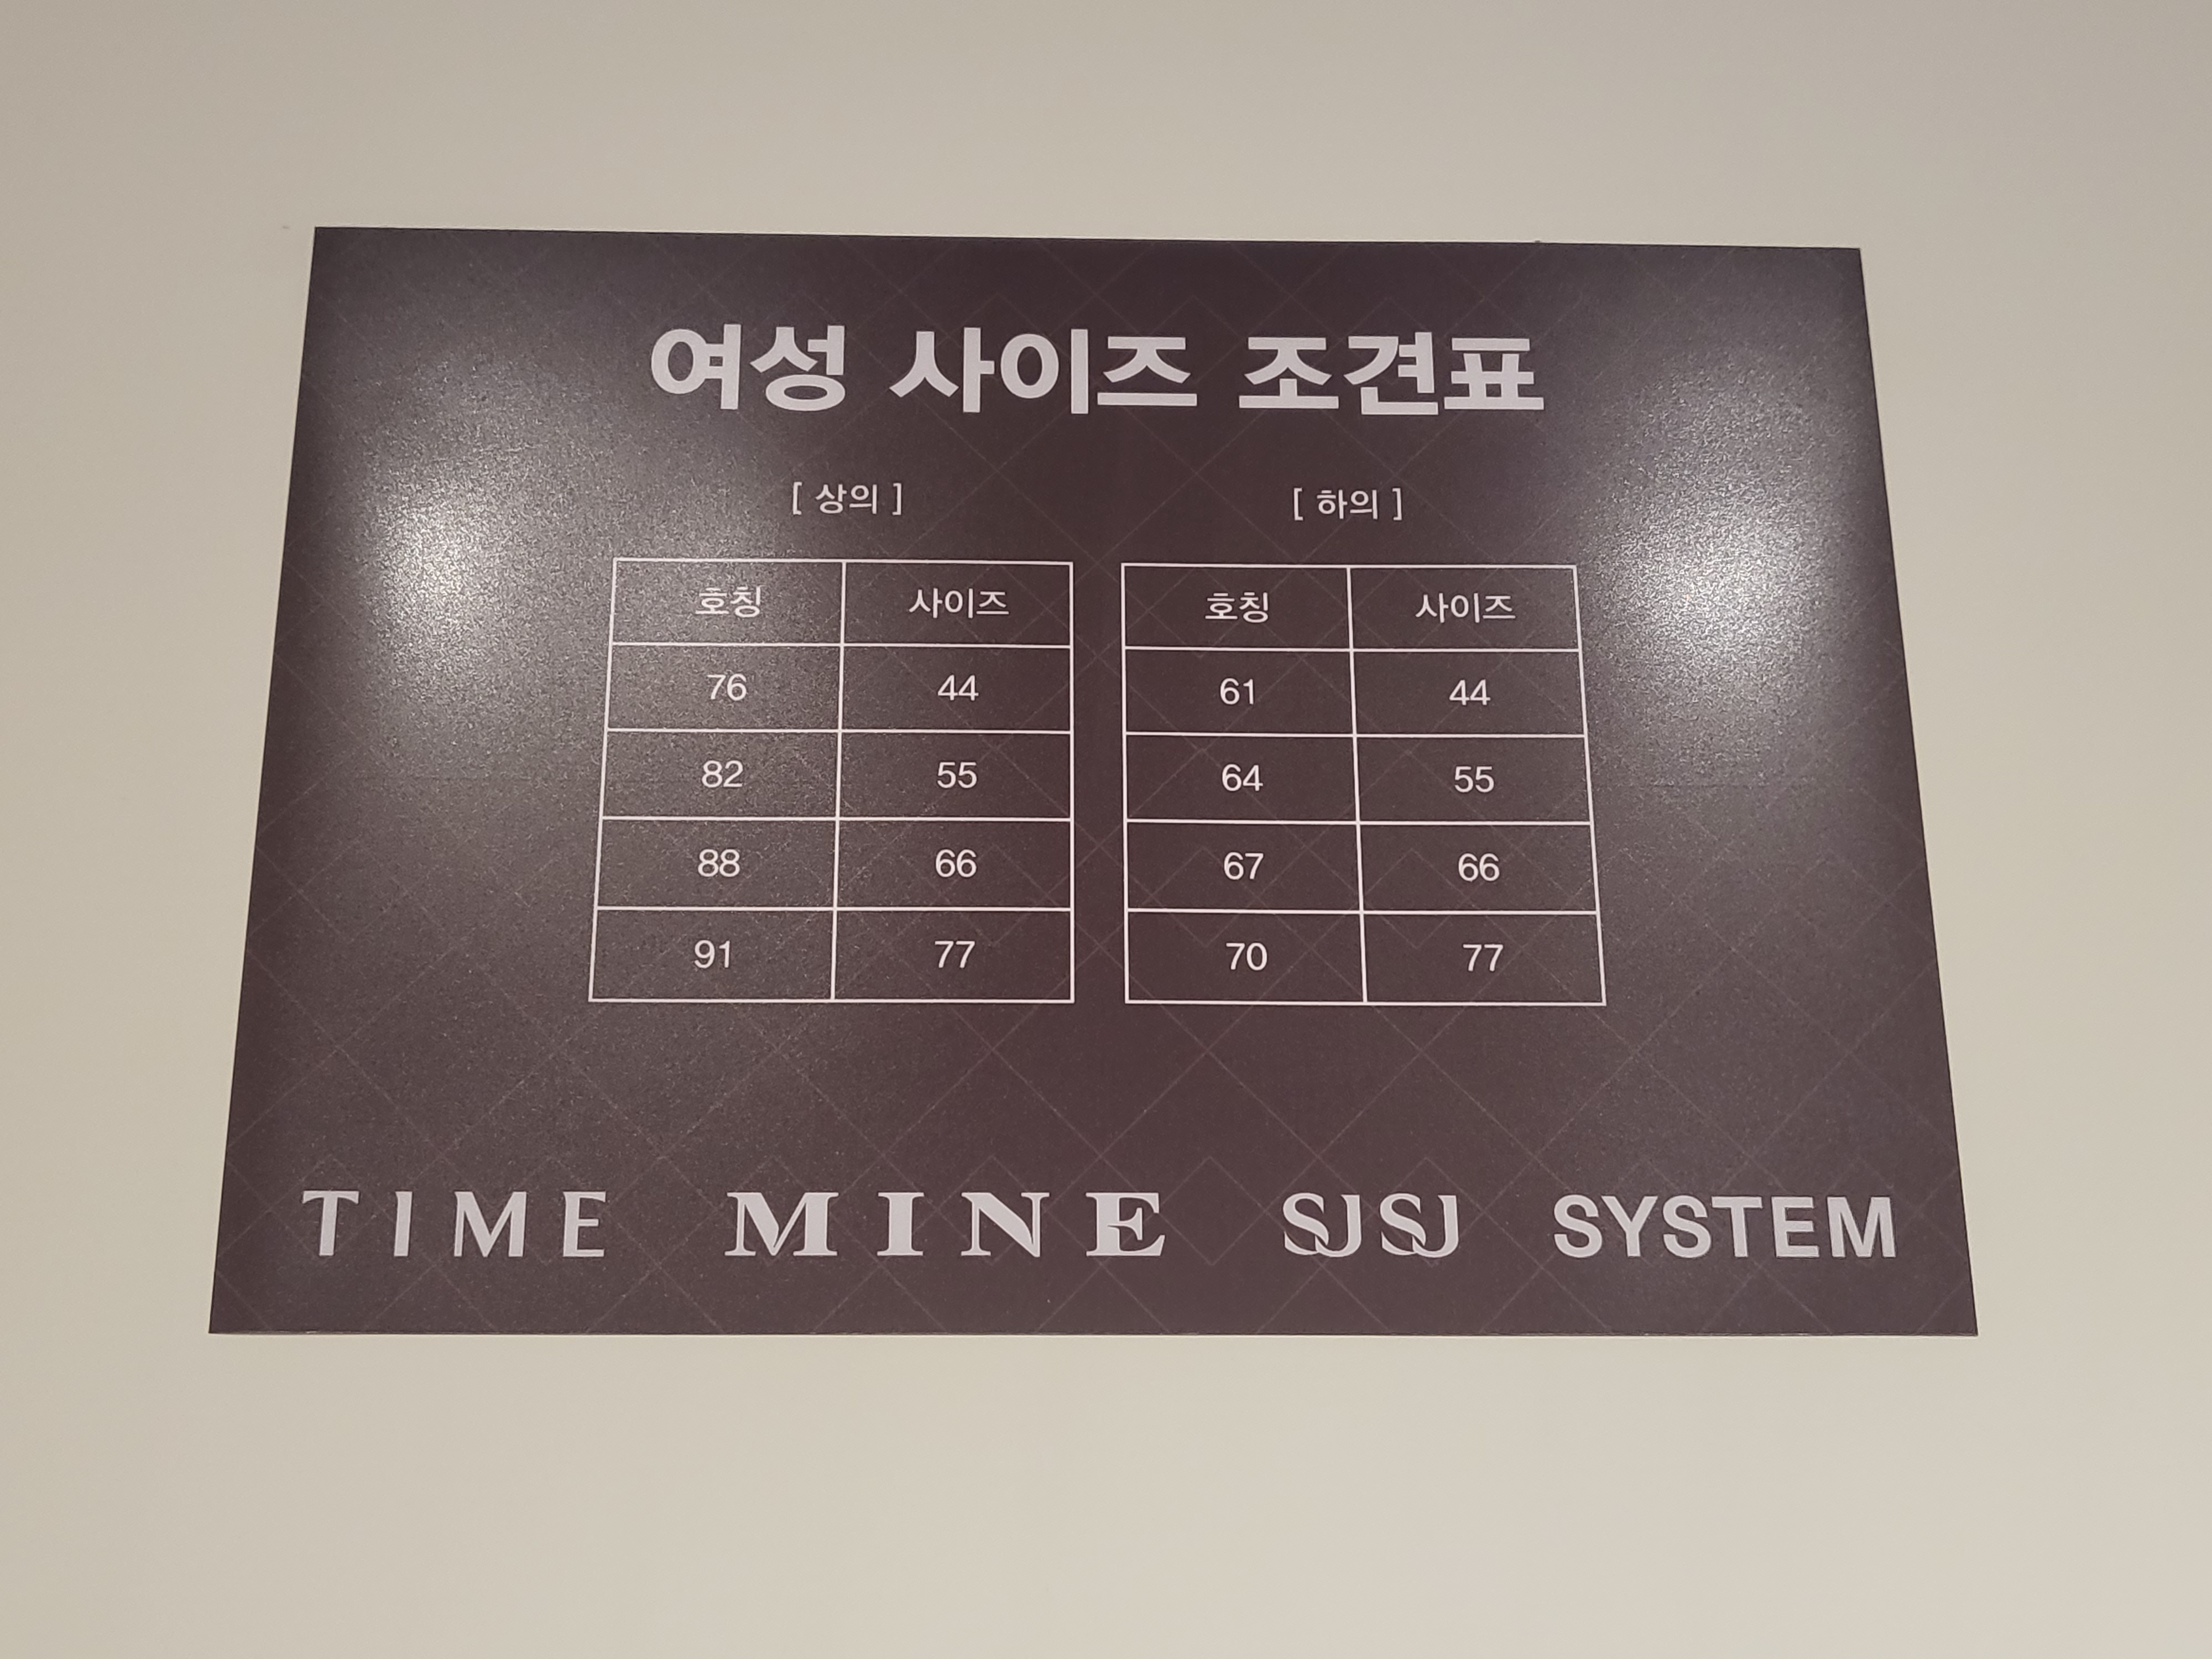 여성 사이즈 조견표
[ 상의 ] [ 하의 ]
호칭 사이즈 호칭 사이즈
76 44 61 44
82 55 64 55
88 66 67 66
91 77 70 77
TIME MINE SJSJ SYSTEM